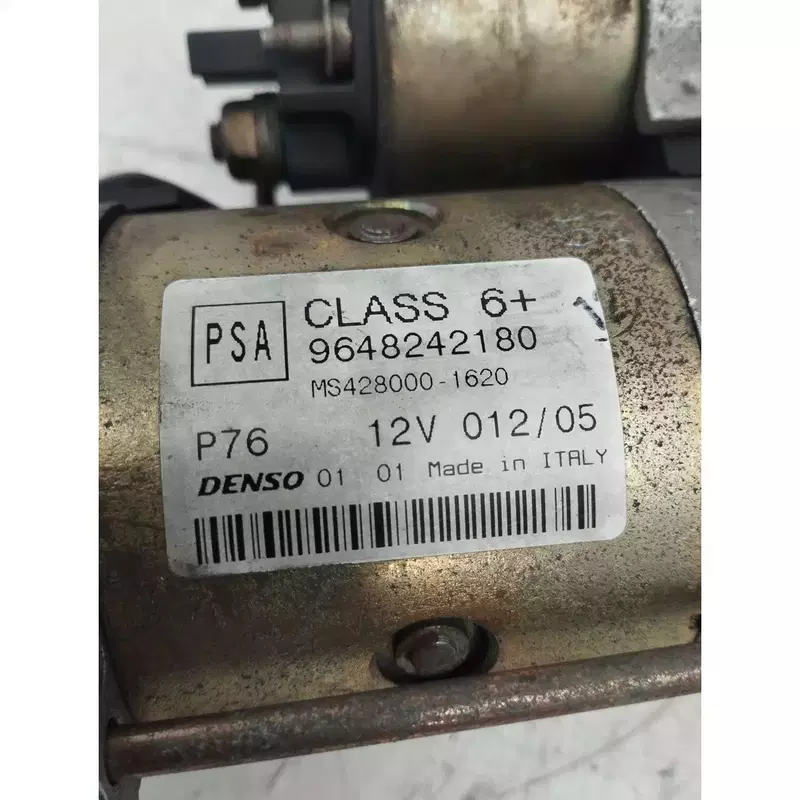 PSA CLASS 6+
9648242180
MS428000-1620
P76 12V 012/05
DENSO 01 01 Made in ITALY